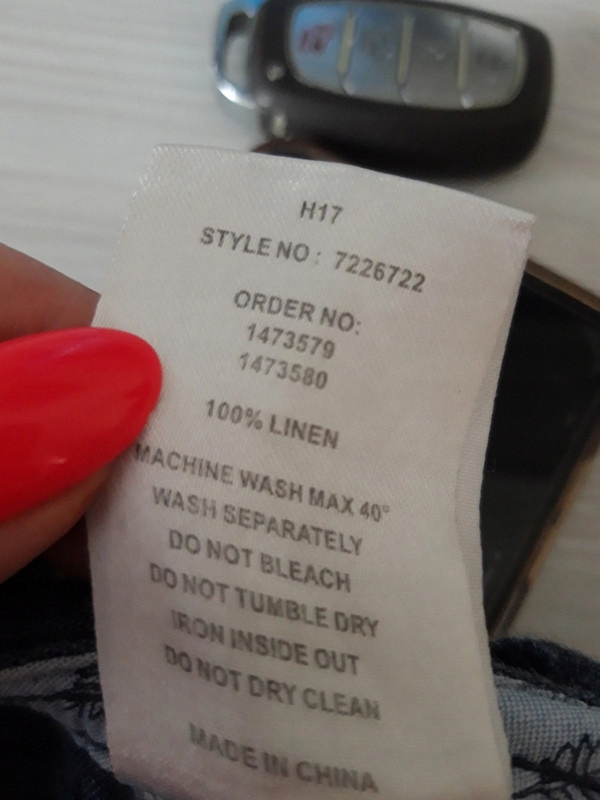 H17
STYLE NO : 7226722
ORDER NO:
1473579
1473580
100% LINEN
MACHINE WASH MAX 40°
WASH SEPARATELY
DO NOT BLEACH
DO NOT TUMBLE DRY
IRON INSIDE OUT
DO NOT DRY CLEAN
MADE IN CHINA